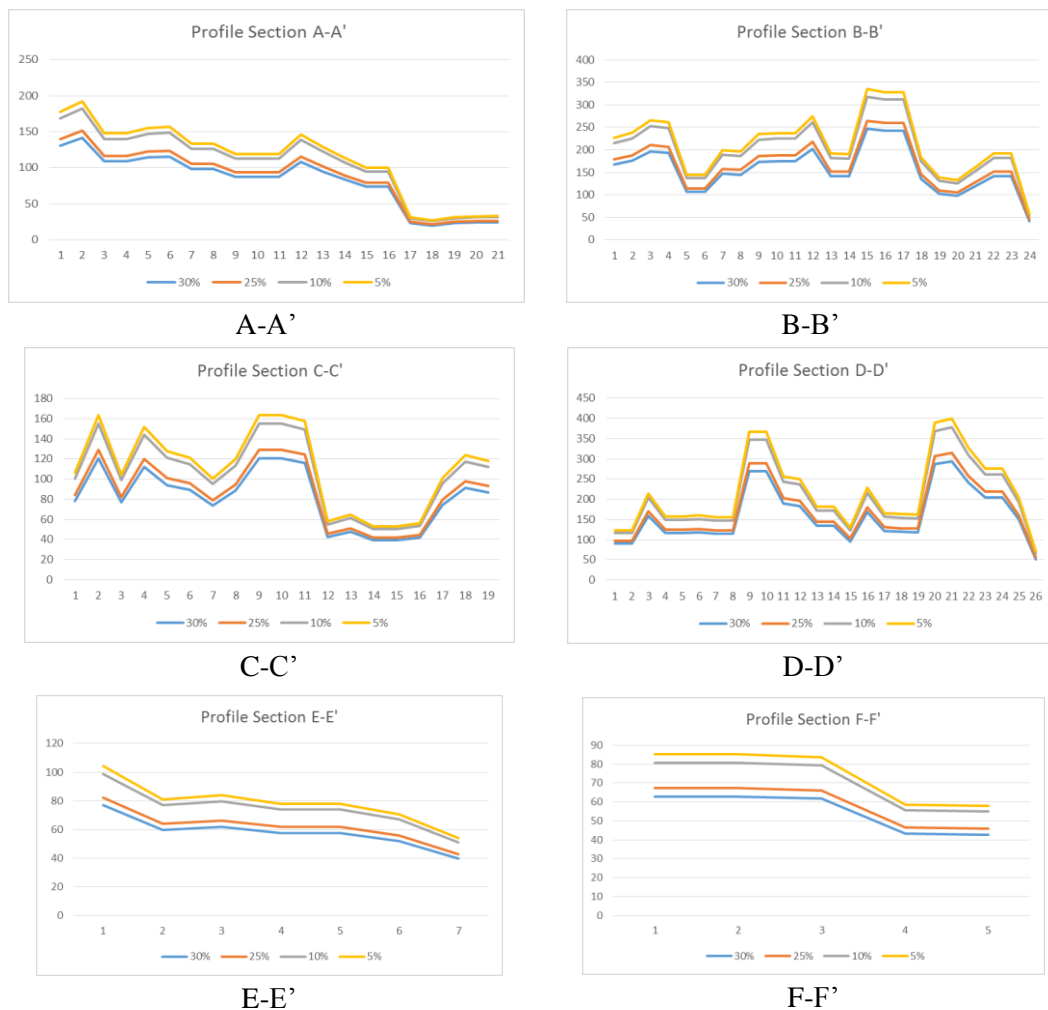 Profile Section A-A'
250
200
150
100
50
0
1 2 3 4 5 6 7 8 9 10 11 12 13 14 15 16 17 18 19 20 21
30% 25% 10% 5%
A-A’
Profile Section B-B'
400
350
300
250
200
150
100
50
0
1 2 3 4 5 6 7 8 9 10 11 12 13 14 15 16 17 18 19 20 21 22 23 24
30% 25% 10% 5%
B-B’
Profile Section C-C'
180
160
140
120
100
80
60
40
20
0
1 2 3 4 5 6 7 8 9 10 11 12 13 14 15 16 17 18 19
30% 25% 10% 5%
C-C’
Profile Section D-D'
450
400
350
300
250
200
150
100
50
0
1 2 3 4 5 6 7 8 9 10 11 12 13 14 15 16 17 18 19 20 21 22 23 24 25 26
30% 25% 10% 5%
D-D’
Profile Section E-E'
120
100
80
60
40
20
0
1 2 3 4 5 6 7
30% 25% 10% 5%
E-E’
Profile Section F-F'
90
80
70
60
50
40
30
20
10
0
1 2 3 4 5
30% 25% 10% 5%
F-F’